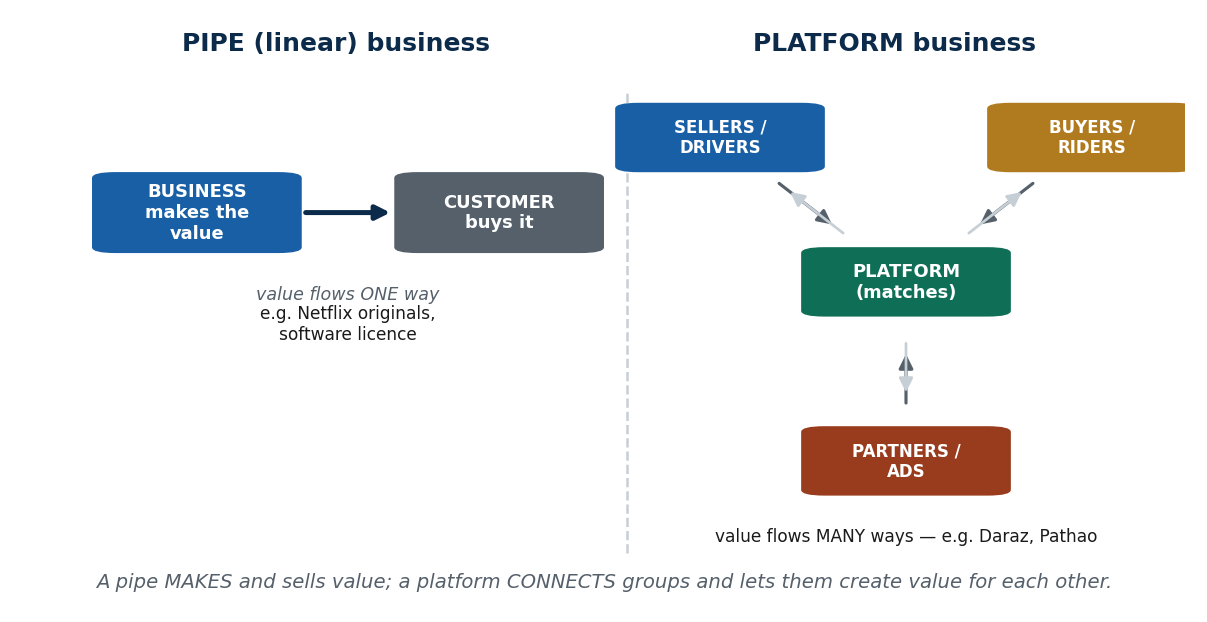 PIPE (linear) business
BUSINESS
makes the
value
CUSTOMER
buys it
value flows ONE way
e.g. Netflix originals,
software licence
PLATFORM business
SELLERS /
DRIVERS
BUYERS /
RIDERS
PLATFORM
(matches)
PARTNERS /
ADS
value flows MANY ways — e.g. Daraz, Pathao
A pipe MAKES and sells value; a platform CONNECTS groups and lets them create value for each other.